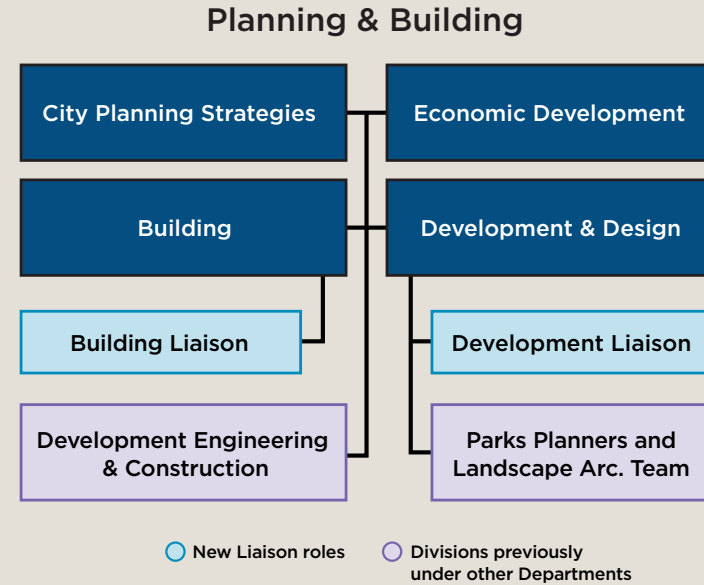 Planning & Building
City Planning Strategies
Economic Development
Building
Development & Design
Building Liaison
Development Liaison
Development Engineering
& Construction
Parks Planners and
Landscape Arc. Team
New Liaison roles
Divisions previously
under other Departments